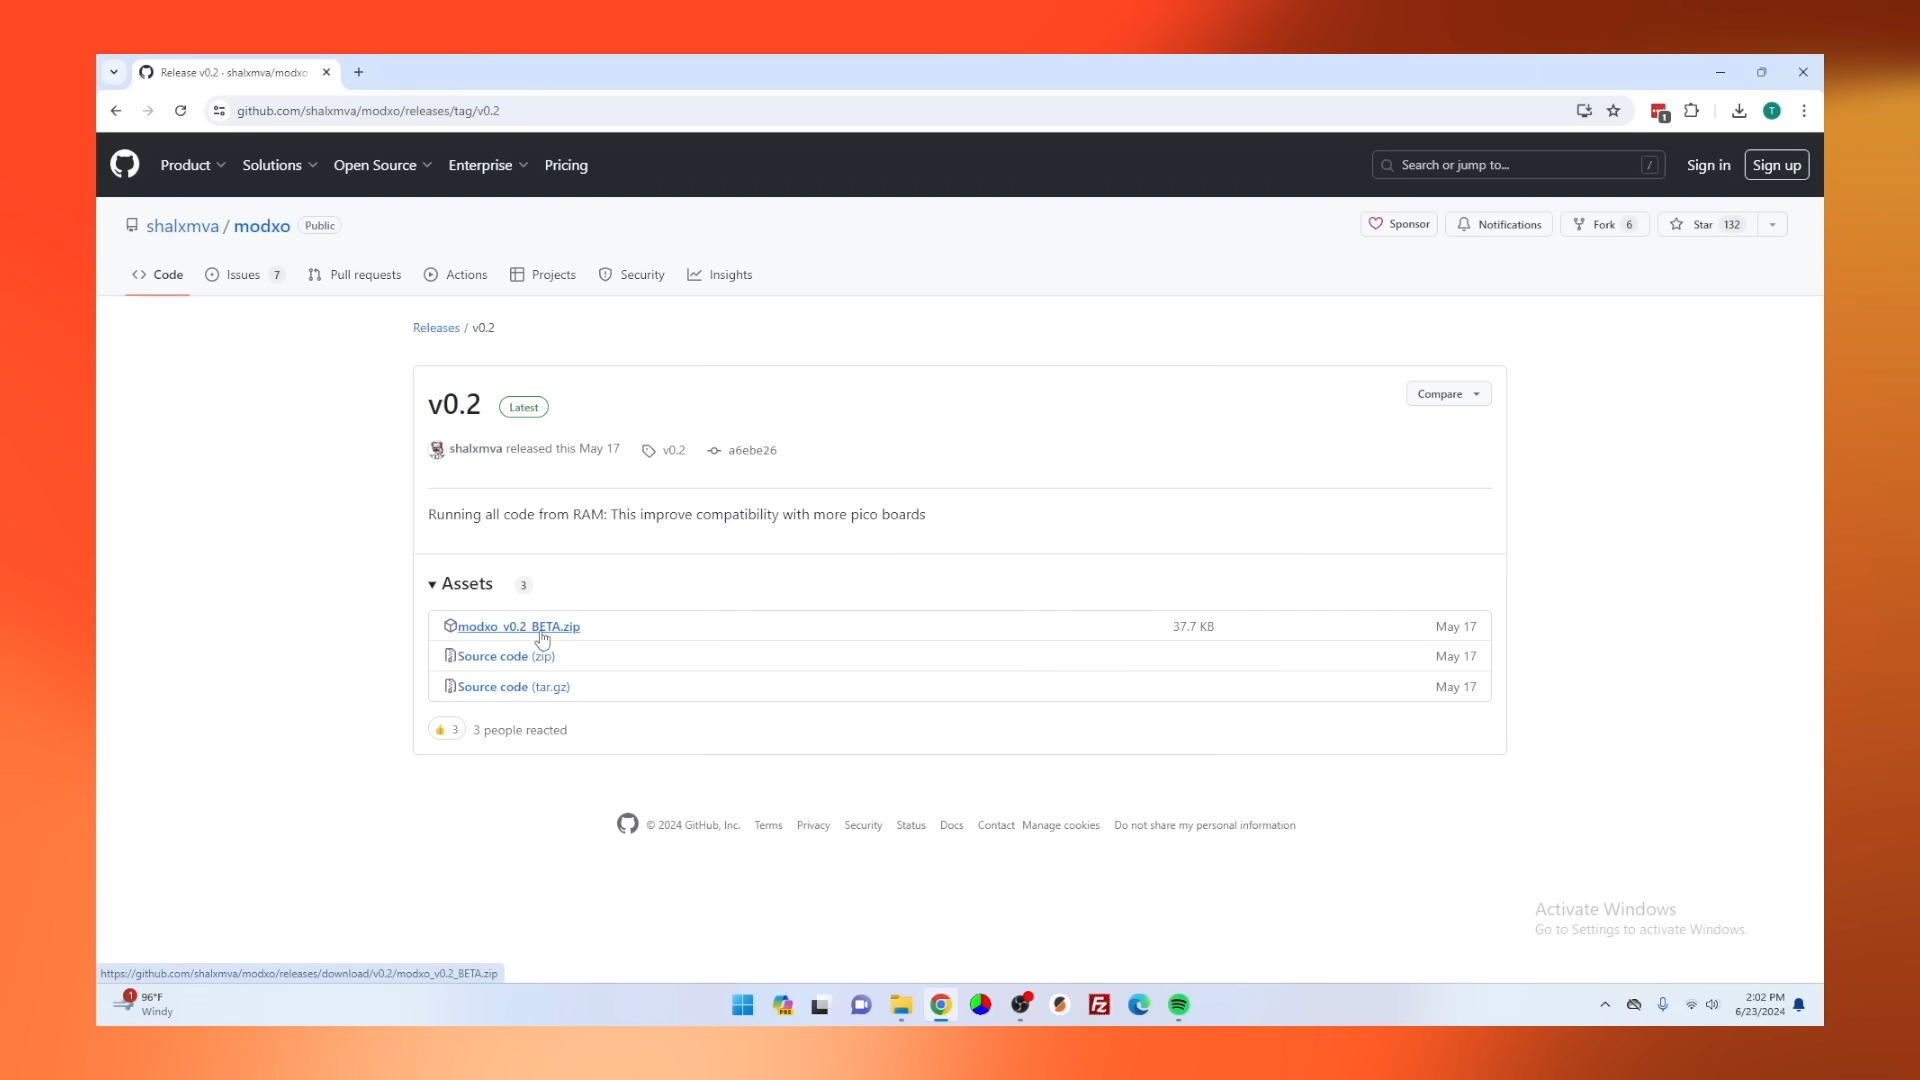 Release v0.2 · shalxmva/modxo
github.com/shalxmva/modxo/releases/tag/v0.2
1
T
Product Solutions Open Source Enterprise Pricing
Search or jump to...
/
Sign in
Sign up
shalxmva / modxo Public
Sponsor
Notifications
Fork 6
Star 132
Code
Issues 7
Pull requests
Actions
Projects
Security
Insights
Releases / v0.2
v0.2 Latest
Compare
shalxmva released this May 17 v0.2 a6ebe26
Running all code from RAM: This improve compatibility with more pico boards
Assets 3
modxo_v0.2_BETA.zip 37.7 KB May 17
Source code (zip) May 17
Source code (tar.gz) May 17
3 3 people reacted
© 2024 GitHub, Inc. Terms Privacy Security Status Docs Contact Manage cookies Do not share my personal information
Activate Windows
Go to Settings to activate Windows.
https://github.com/shalxmva/modxo/releases/download/v0.2/modxo_v0.2_BETA.zip
1
96°F
Windy
PRE
FZ
2:02 PM
6/23/2024